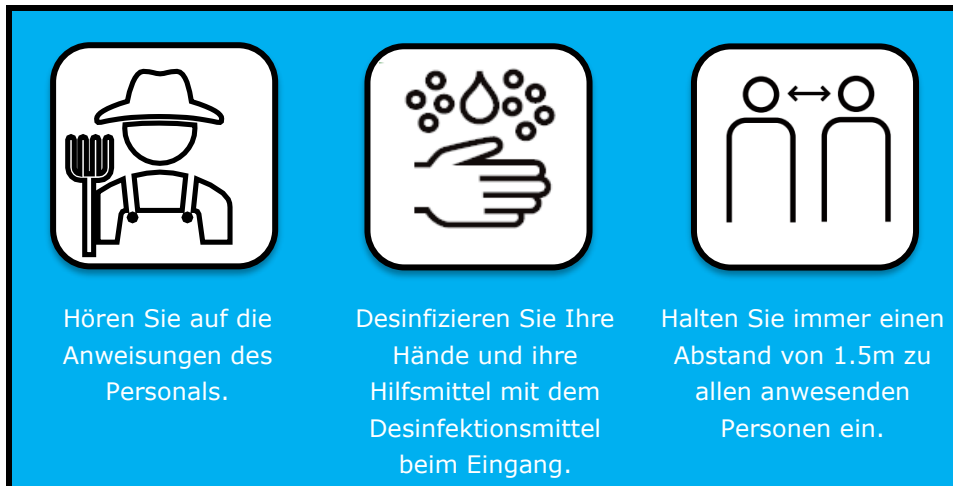 Hören Sie auf die
Anweisungen des
Personals.
Desinfizieren Sie Ihre
Hände und ihre
Hilfsmittel mit dem
Desinfektionsmittel
beim Eingang.
Halten Sie immer einen
Abstand von 1.5m zu
allen anwesenden
Personen ein.